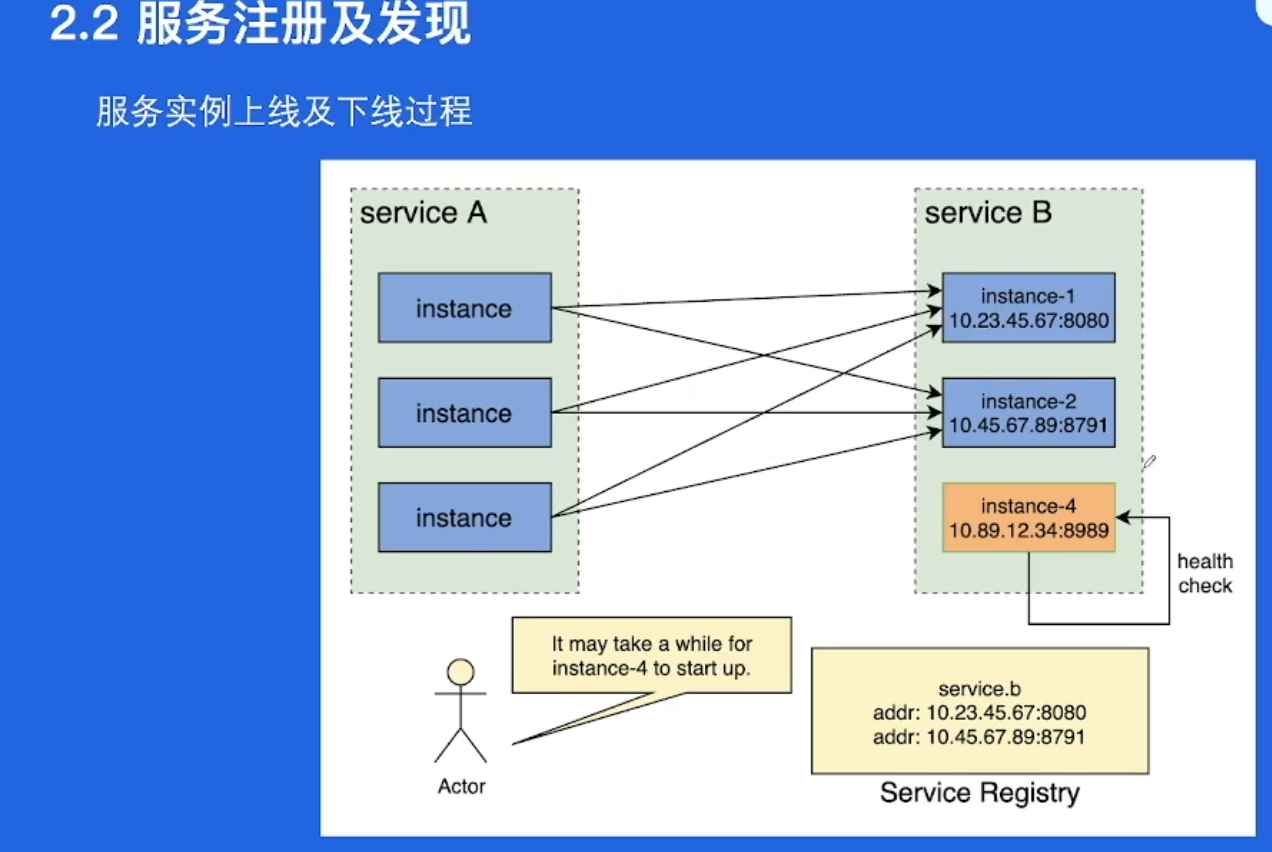 2.2 服务注册及发现
服务实例上线及下线过程
service A
instance
instance
instance
service B
instance-1
10.23.45.67:8080
instance-2
10.45.67.89:8791
instance-4
10.89.12.34:8989
health
check
It may take a while for
instance-4 to start up.
Actor
service.b
addr: 10.23.45.67:8080
addr: 10.45.67.89:8791
Service Registry